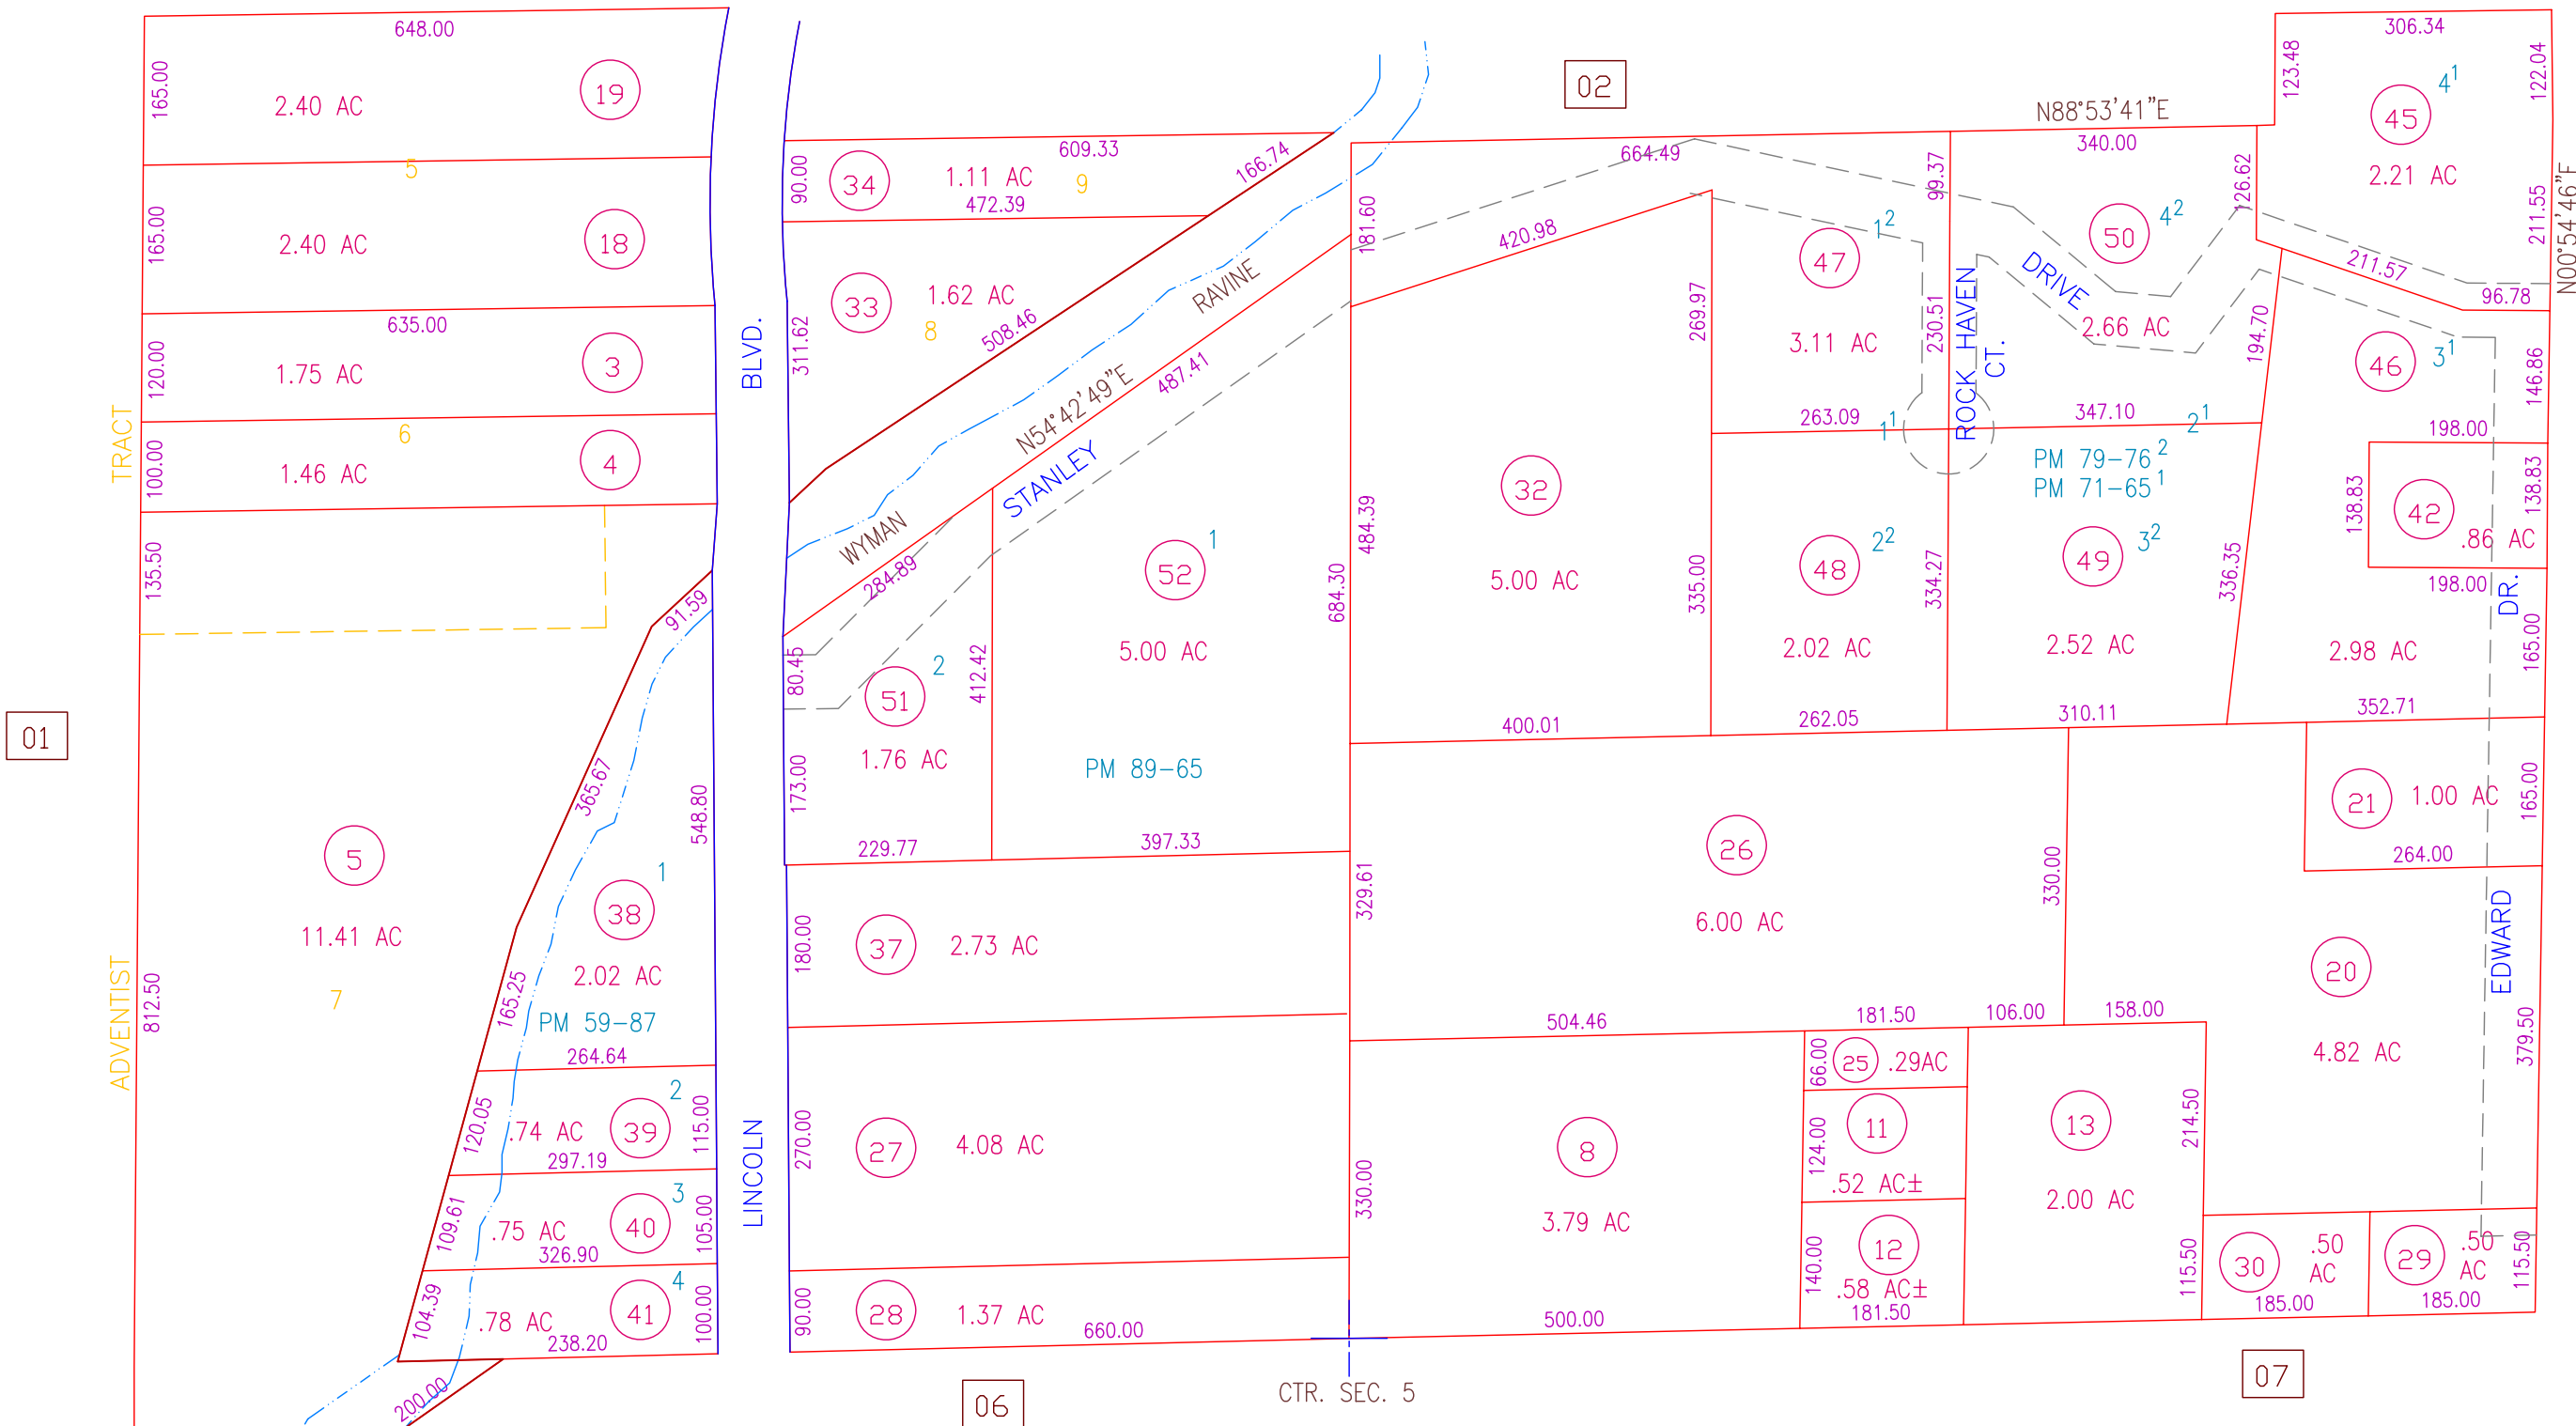 648.00
165.00
2.40 AC
19
5
165.00
2.40 AC
18
635.00
120.00
1.75 AC
3
6
100.00
1.46 AC
4
TRACT
135.50
91.59
01
365.67
548.80
5
11.41 AC
7
ADVENTIST
812.50
38
1
2.02 AC
165.25
PM 59-87
264.64
2
120.05
.74 AC
39
115.00
297.19
3
109.61
.75 AC
40
105.00
326.90
4
104.39
.78 AC
41
100.00
238.20
200.00
BLVD.
LINCOLN
609.33
166.74
90.00
34
1.11 AC
9
472.39
33
1.62 AC
8
311.62
508.46
WYMAN
RAVINE
N54°42'49"E
487.41
STANLEY
284.89
80.45
51
2
412.42
1.76 AC
173.00
229.77
52
1
5.00 AC
684.30
PM 89-65
397.33
180.00
37
2.73 AC
270.00
27
4.08 AC
90.00
28
1.37 AC
660.00
06
CTR. SEC. 5
02
664.49
181.60
420.98
99.37
N88°53'41"E
340.00
126.62
123.48
306.34
122.04
4¹
45
2.21 AC
211.55
N00°54'46"E
211.57
96.78
47
1²
3.11 AC
269.97
230.51
263.09
1¹
ROCK HAVEN
CT.
DRIVE
50
4²
2.66 AC
194.70
347.10
2¹
46
3¹
146.86
198.00
138.83
42
.86 AC
138.83
198.00
DR.
32
484.39
5.00 AC
400.01
335.00
48
2²
2.02 AC
262.05
334.27
PM 79-76²
PM 71-65¹
49
3²
2.52 AC
310.11
336.35
2.98 AC
165.00
352.71
26
6.00 AC
329.61
330.00
504.46
181.50
106.00
158.00
21
1.00 AC
165.00
264.00
EDWARD
20
4.82 AC
379.50
8
3.79 AC
330.00
500.00
66.00
25
.29AC
11
124.00
.52 AC±
12
140.00
.58 AC±
181.50
13
2.00 AC
214.50
115.50
30
.50
AC
185.00
29
.50
AC
115.50
185.00
07